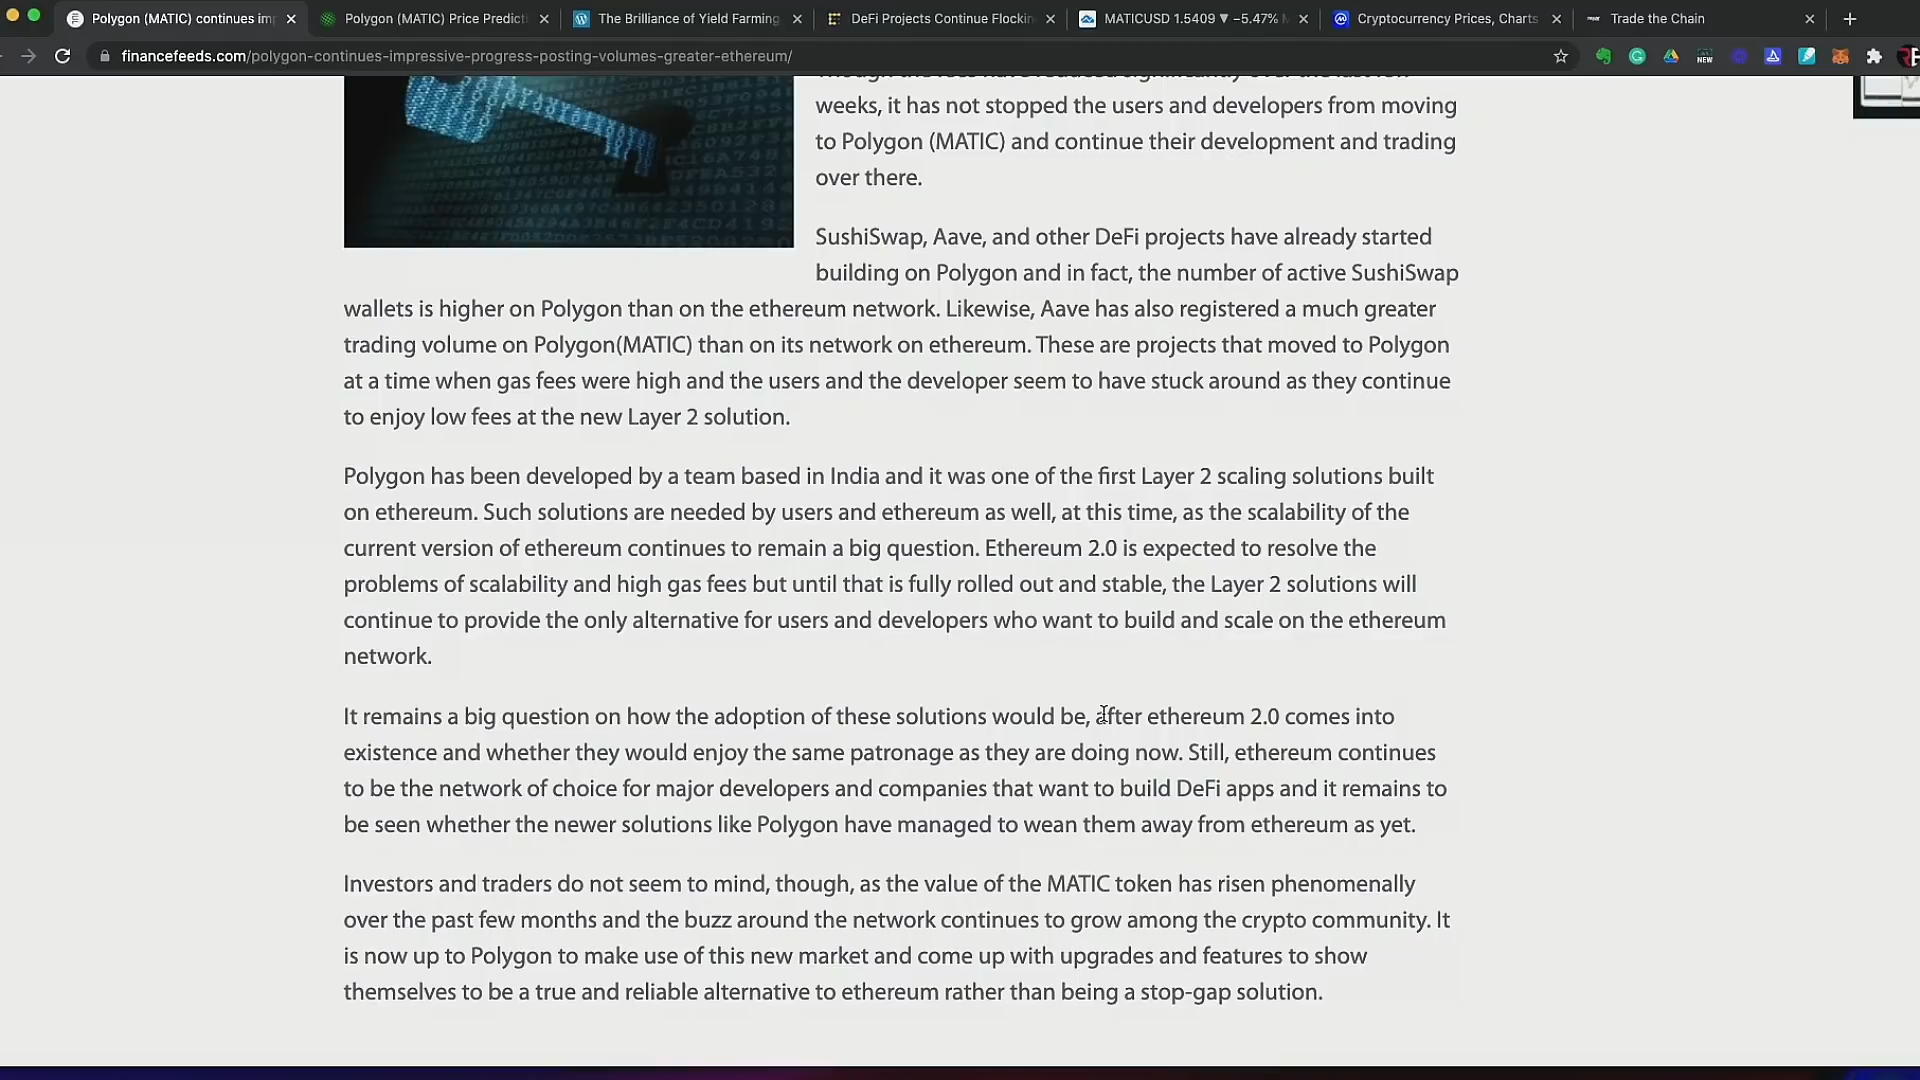 Polygon (MATIC) continues im
Polygon (MATIC) Price Predict
The Brilliance of Yield Farming
DeFi Projects Continue Flockin
MATICUSD 1.5409 ▼ −5.47%
Cryptocurrency Prices, Charts
Trade the Chain
financefeeds.com/polygon-continues-impressive-progress-posting-volumes-greater-ethereum/
NEW
Though the fees have reduced significantly over the last few
weeks, it has not stopped the users and developers from moving
to Polygon (MATIC) and continue their development and trading
over there.
SushiSwap, Aave, and other DeFi projects have already started
building on Polygon and in fact, the number of active SushiSwap
wallets is higher on Polygon than on the ethereum network. Likewise, Aave has also registered a much greater
trading volume on Polygon(MATIC) than on its network on ethereum. These are projects that moved to Polygon
at a time when gas fees were high and the users and the developer seem to have stuck around as they continue
to enjoy low fees at the new Layer 2 solution.
Polygon has been developed by a team based in India and it was one of the first Layer 2 scaling solutions built
on ethereum. Such solutions are needed by users and ethereum as well, at this time, as the scalability of the
current version of ethereum continues to remain a big question. Ethereum 2.0 is expected to resolve the
problems of scalability and high gas fees but until that is fully rolled out and stable, the Layer 2 solutions will
continue to provide the only alternative for users and developers who want to build and scale on the ethereum
network.
It remains a big question on how the adoption of these solutions would be, after ethereum 2.0 comes into
existence and whether they would enjoy the same patronage as they are doing now. Still, ethereum continues
to be the network of choice for major developers and companies that want to build DeFi apps and it remains to
be seen whether the newer solutions like Polygon have managed to wean them away from ethereum as yet.
Investors and traders do not seem to mind, though, as the value of the MATIC token has risen phenomenally
over the past few months and the buzz around the network continues to grow among the crypto community. It
is now up to Polygon to make use of this new market and come up with upgrades and features to show
themselves to be a true and reliable alternative to ethereum rather than being a stop-gap solution.